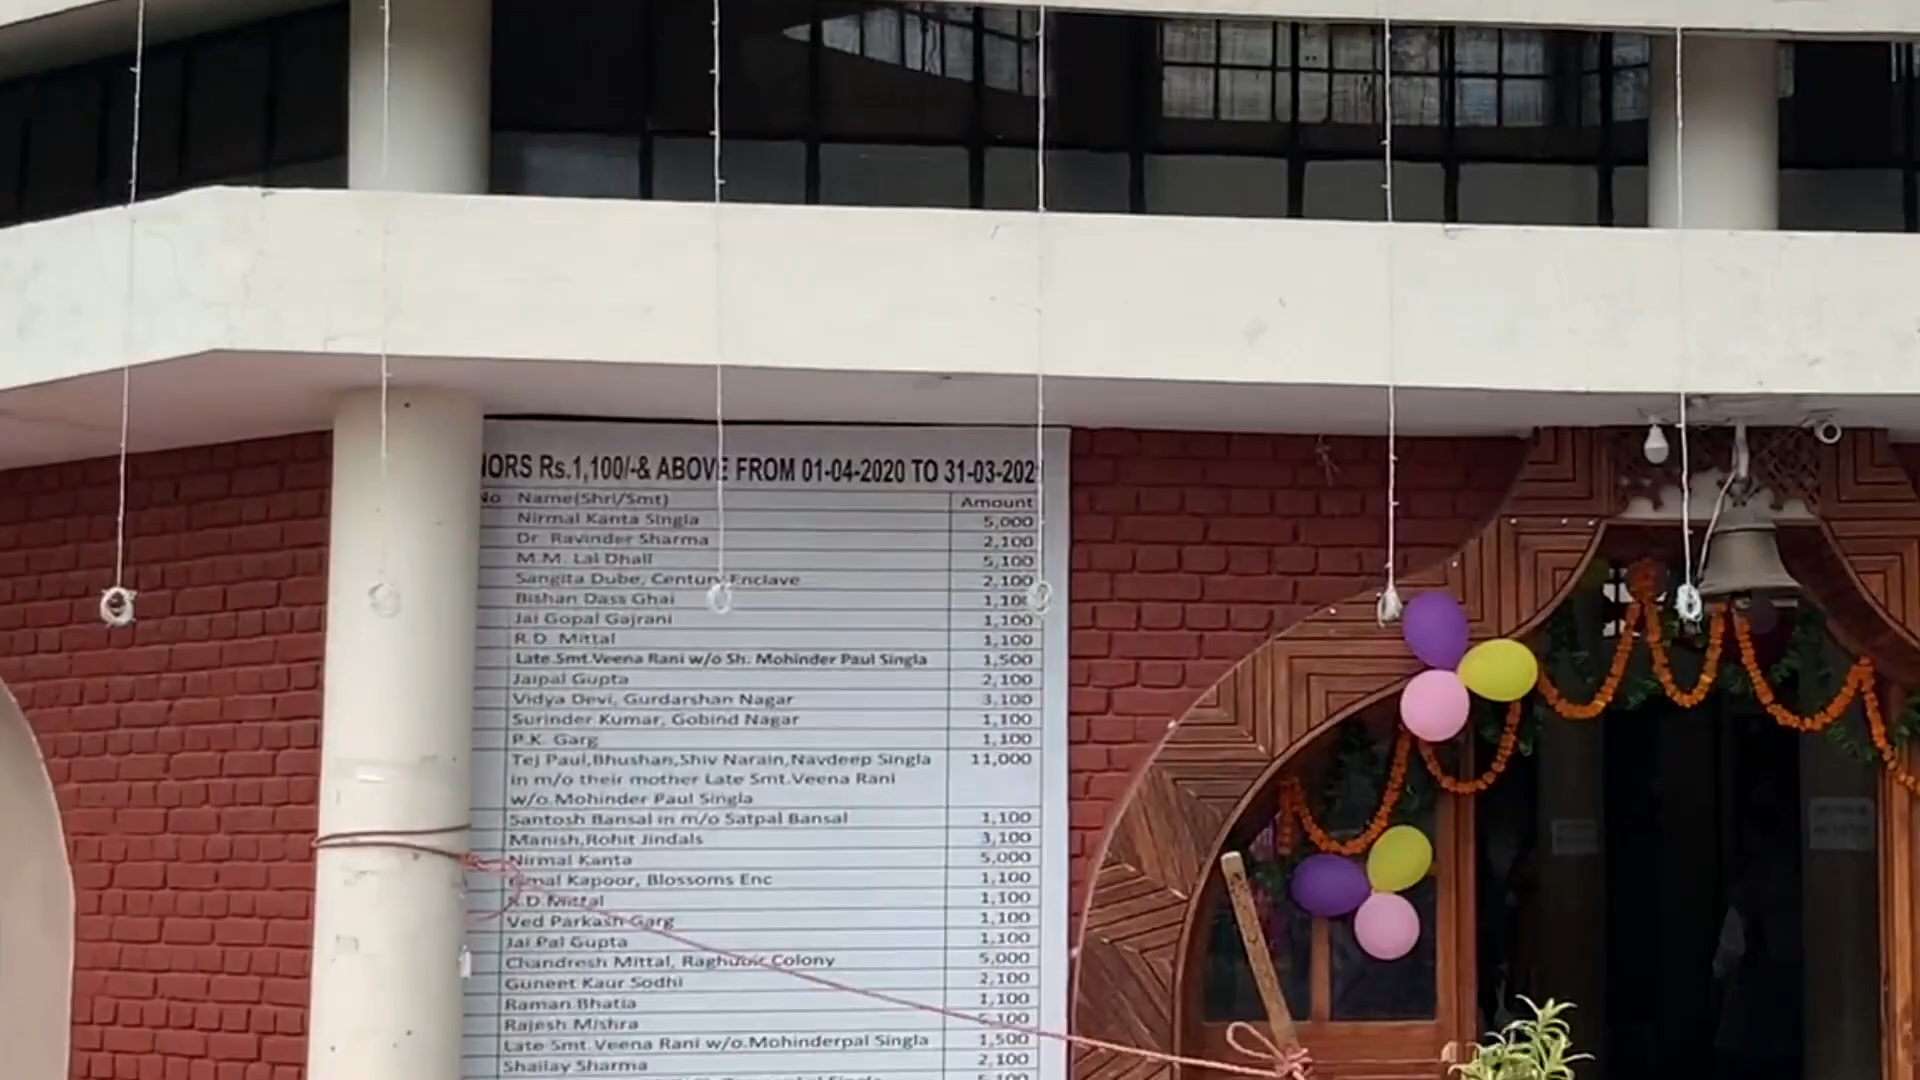 NORS Rs.1,100/-& ABOVE FROM 01-04-2020 TO 31-03-202
No Name(Shri/Smt) Amount
Nirmal Kanta Singla 5,000
Dr. Ravinder Sharma 2,100
M.M. Lal Dhall 5,100
Sangita Dube, Century Enclave 2,100
Bishan Dass Ghai 1,100
Jai Gopal Gajrani 1,100
R.D. Mittal 1,100
Late.Smt.Veena Rani w/o Sh. Mohinder Paul Singla 1,500
Jaipal Gupta 2,100
Vidya Devi, Gurdarshan Nagar 3,100
Surinder Kumar, Gobind Nagar 1,100
P.K. Garg 1,100
Tej Paul,Bhushan,Shiv Narain,Navdeep Singla 11,000
in m/o their mother Late Smt.Veena Rani
w/o.Mohinder Paul Singla
Santosh Bansal in m/o Satpal Bansal 1,100
Manish,Rohit Jindals 3,100
Nirmal Kanta 5,000
Kapoor, Blossoms Enc 1,100
Mittal 1,100
Ved Parkash Garg 1,100
Jai Pal Gupta 1,100
Chandresh Mittal, Raghubir Colony 5,000
Guneet Kaur Sodhi 2,100
Raman Bhatia 1,100
Rajesh Mishra 5,100
Late Smt.Veena Rani w/o.Mohinderpal Singla 1,500
Shailay Sharma 2,100